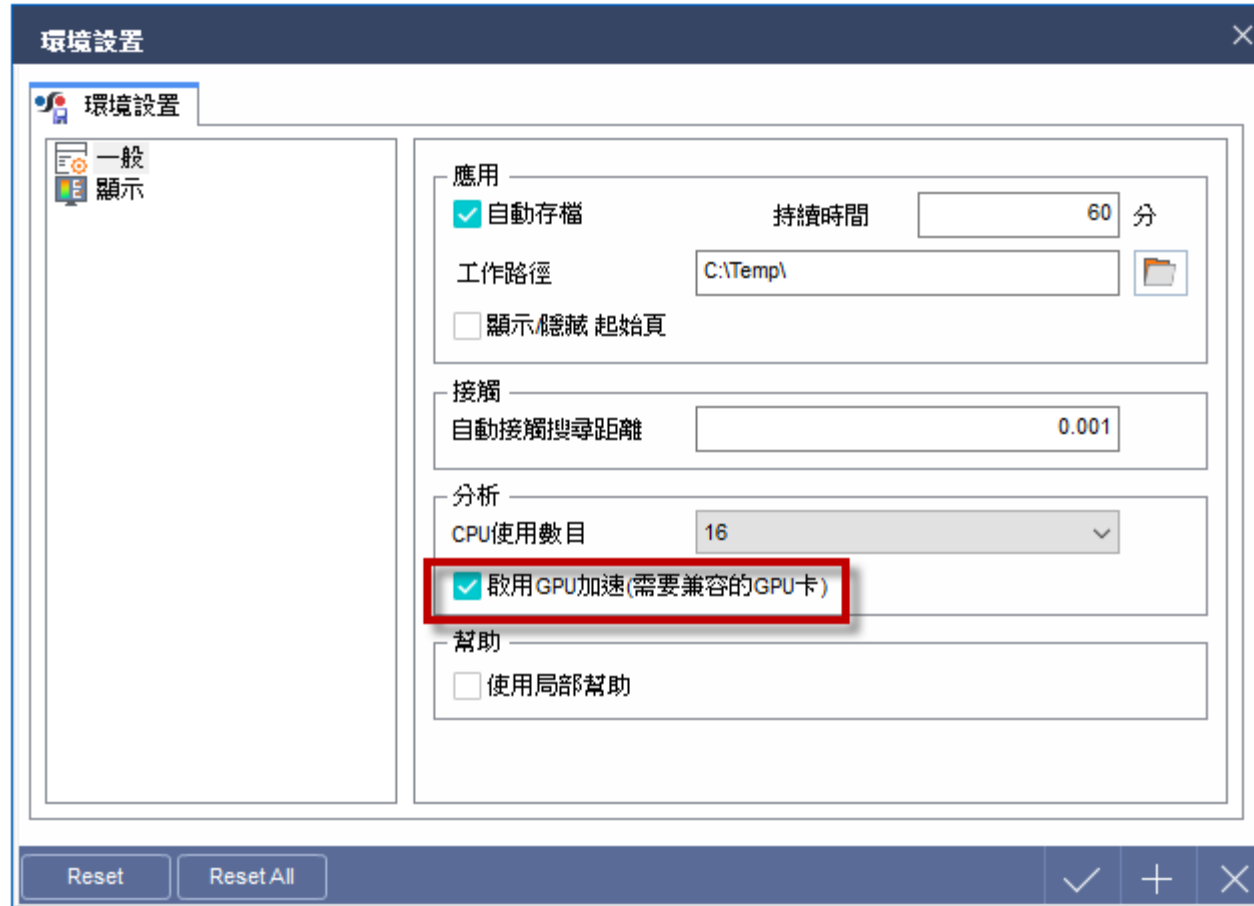 環境設置
環境設置
一般
顯示
應用
自動存檔 持續時間 60 分
工作路徑 C:\Temp\
顯示/隱藏 起始頁
接觸
自動接觸搜尋距離 0.001
分析
CPU使用數目 16
啟用GPU加速(需要兼容的GPU卡)
幫助
使用局部幫助
Reset Reset All